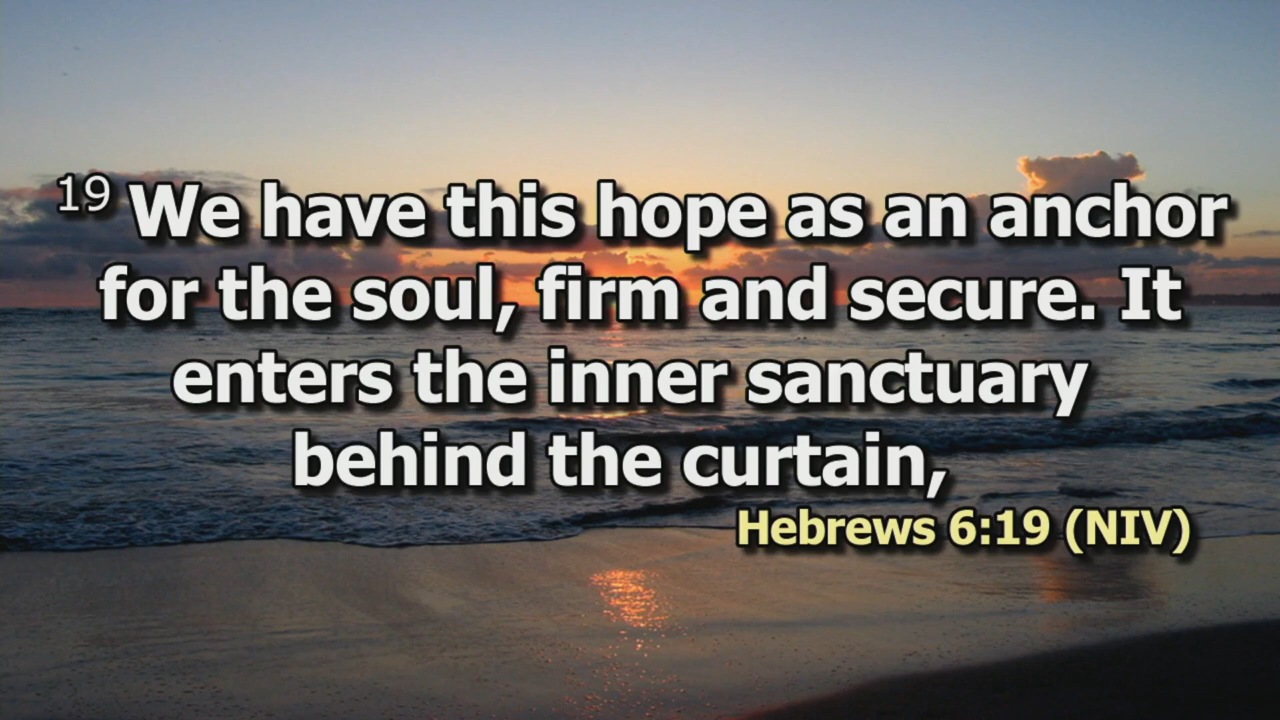 19 We have this hope as an anchor
for the soul, firm and secure. It
enters the inner sanctuary
behind the curtain,
Hebrews 6:19 (NIV)